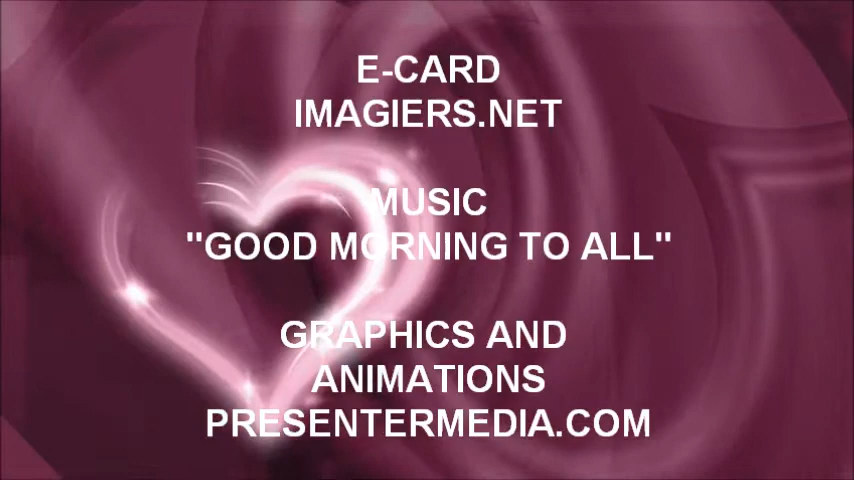 E-CARD
IMAGIERS.NET
MUSIC
"GOOD MORNING TO ALL"
GRAPHICS AND
ANIMATIONS
PRESENTERMEDIA.COM